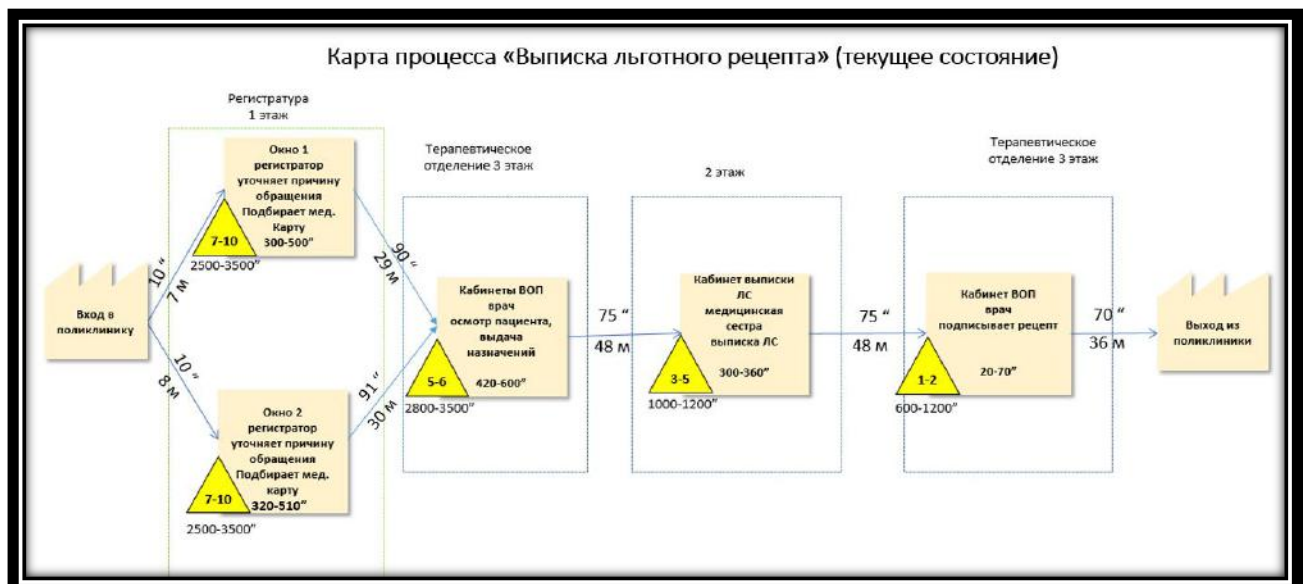 Карта процесса «Выписка льготного рецепта» (текущее состояние)
Регистратура
1 этаж
Вход в
поликлинику
10 “
7 м
10 “
8 м
Окно 1
регистратор
уточняет причину
обращения
Подбирает мед.
Карту
300-500”
7-10
2500-3500”
Окно 2
регистратор
уточняет причину
обращения
Подбирает мед.
карту
320-510”
7-10
2500-3500”
90 “
29 м
91 “
30 м
Терапевтическое
отделение 3 этаж
Кабинеты ВОП
врач
осмотр пациента,
выдача
назначений
420-600”
5-6
2800-3500”
75 “
48 м
2 этаж
Кабинет выписки
ЛС
медицинская
сестра
выписка ЛС
300-360”
3-5
1000-1200”
75 “
48 м
Терапевтическое
отделение 3 этаж
Кабинет ВОП
врач
подписывает рецепт
20-70”
1-2
600-1200”
70 “
36 м
Выход из
поликлиники